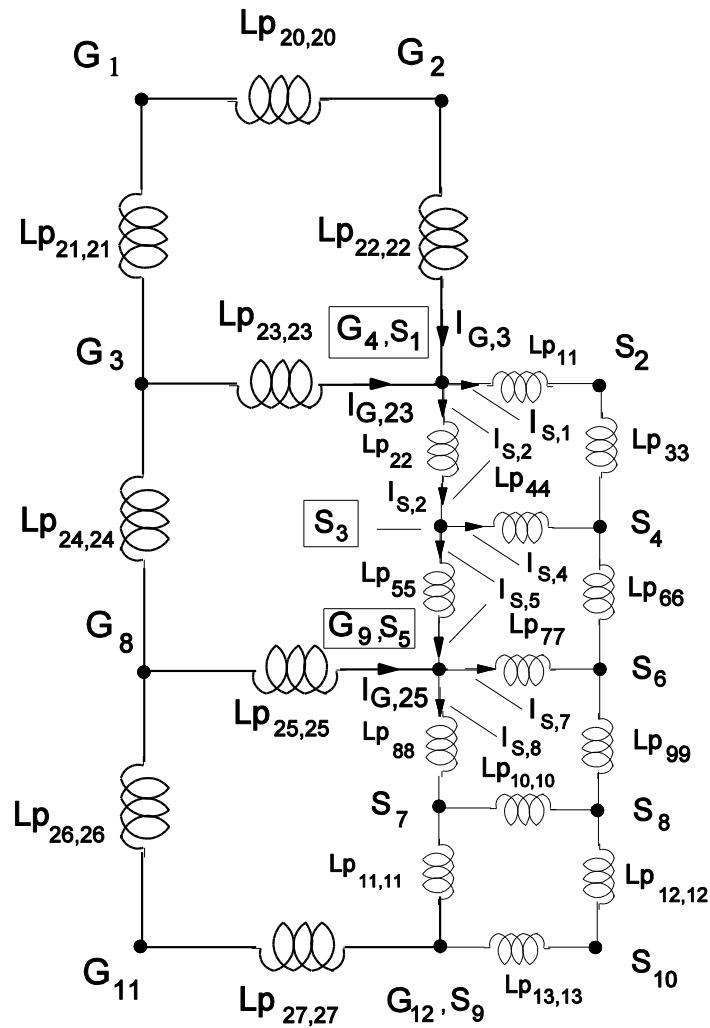 Lp20,20
G1 G2
Lp21,21 Lp22,22
Lp23,23 G4,S1 IG,3
G3 Lp11 S2
IG,23 IS,1
Lp22 IS,2 Lp33
IS,2 Lp44
S3 S4
IS,4
Lp24,24
Lp55 IS,5 Lp66
G8 G9,S5 Lp77
IG,25 S6
Lp25,25 IS,7
Lp88 IS,8 Lp99
Lp10,10
S7 S8
Lp26,26
Lp11,11 Lp12,12
G11 S10
Lp27,27 G12,S9 Lp13,13